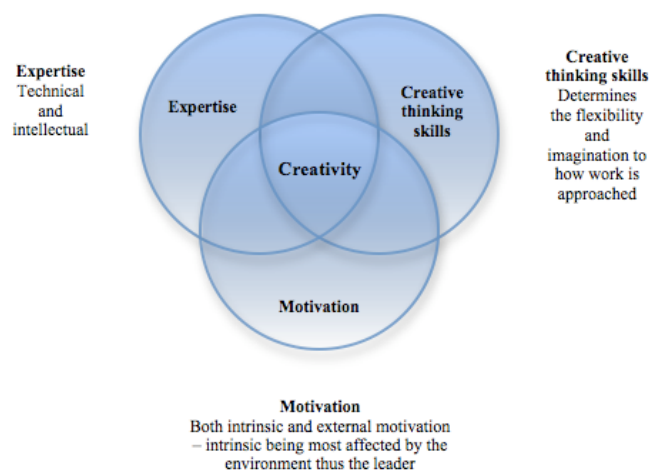 Expertise
Technical
and
intellectual
Expertise
Creative
thinking
skills
Creativity
Motivation
Creative
thinking skills
Determines
the flexibility
and
imagination to
how work is
approached
Motivation
Both intrinsic and external motivation
– intrinsic being most affected by the
environment thus the leader